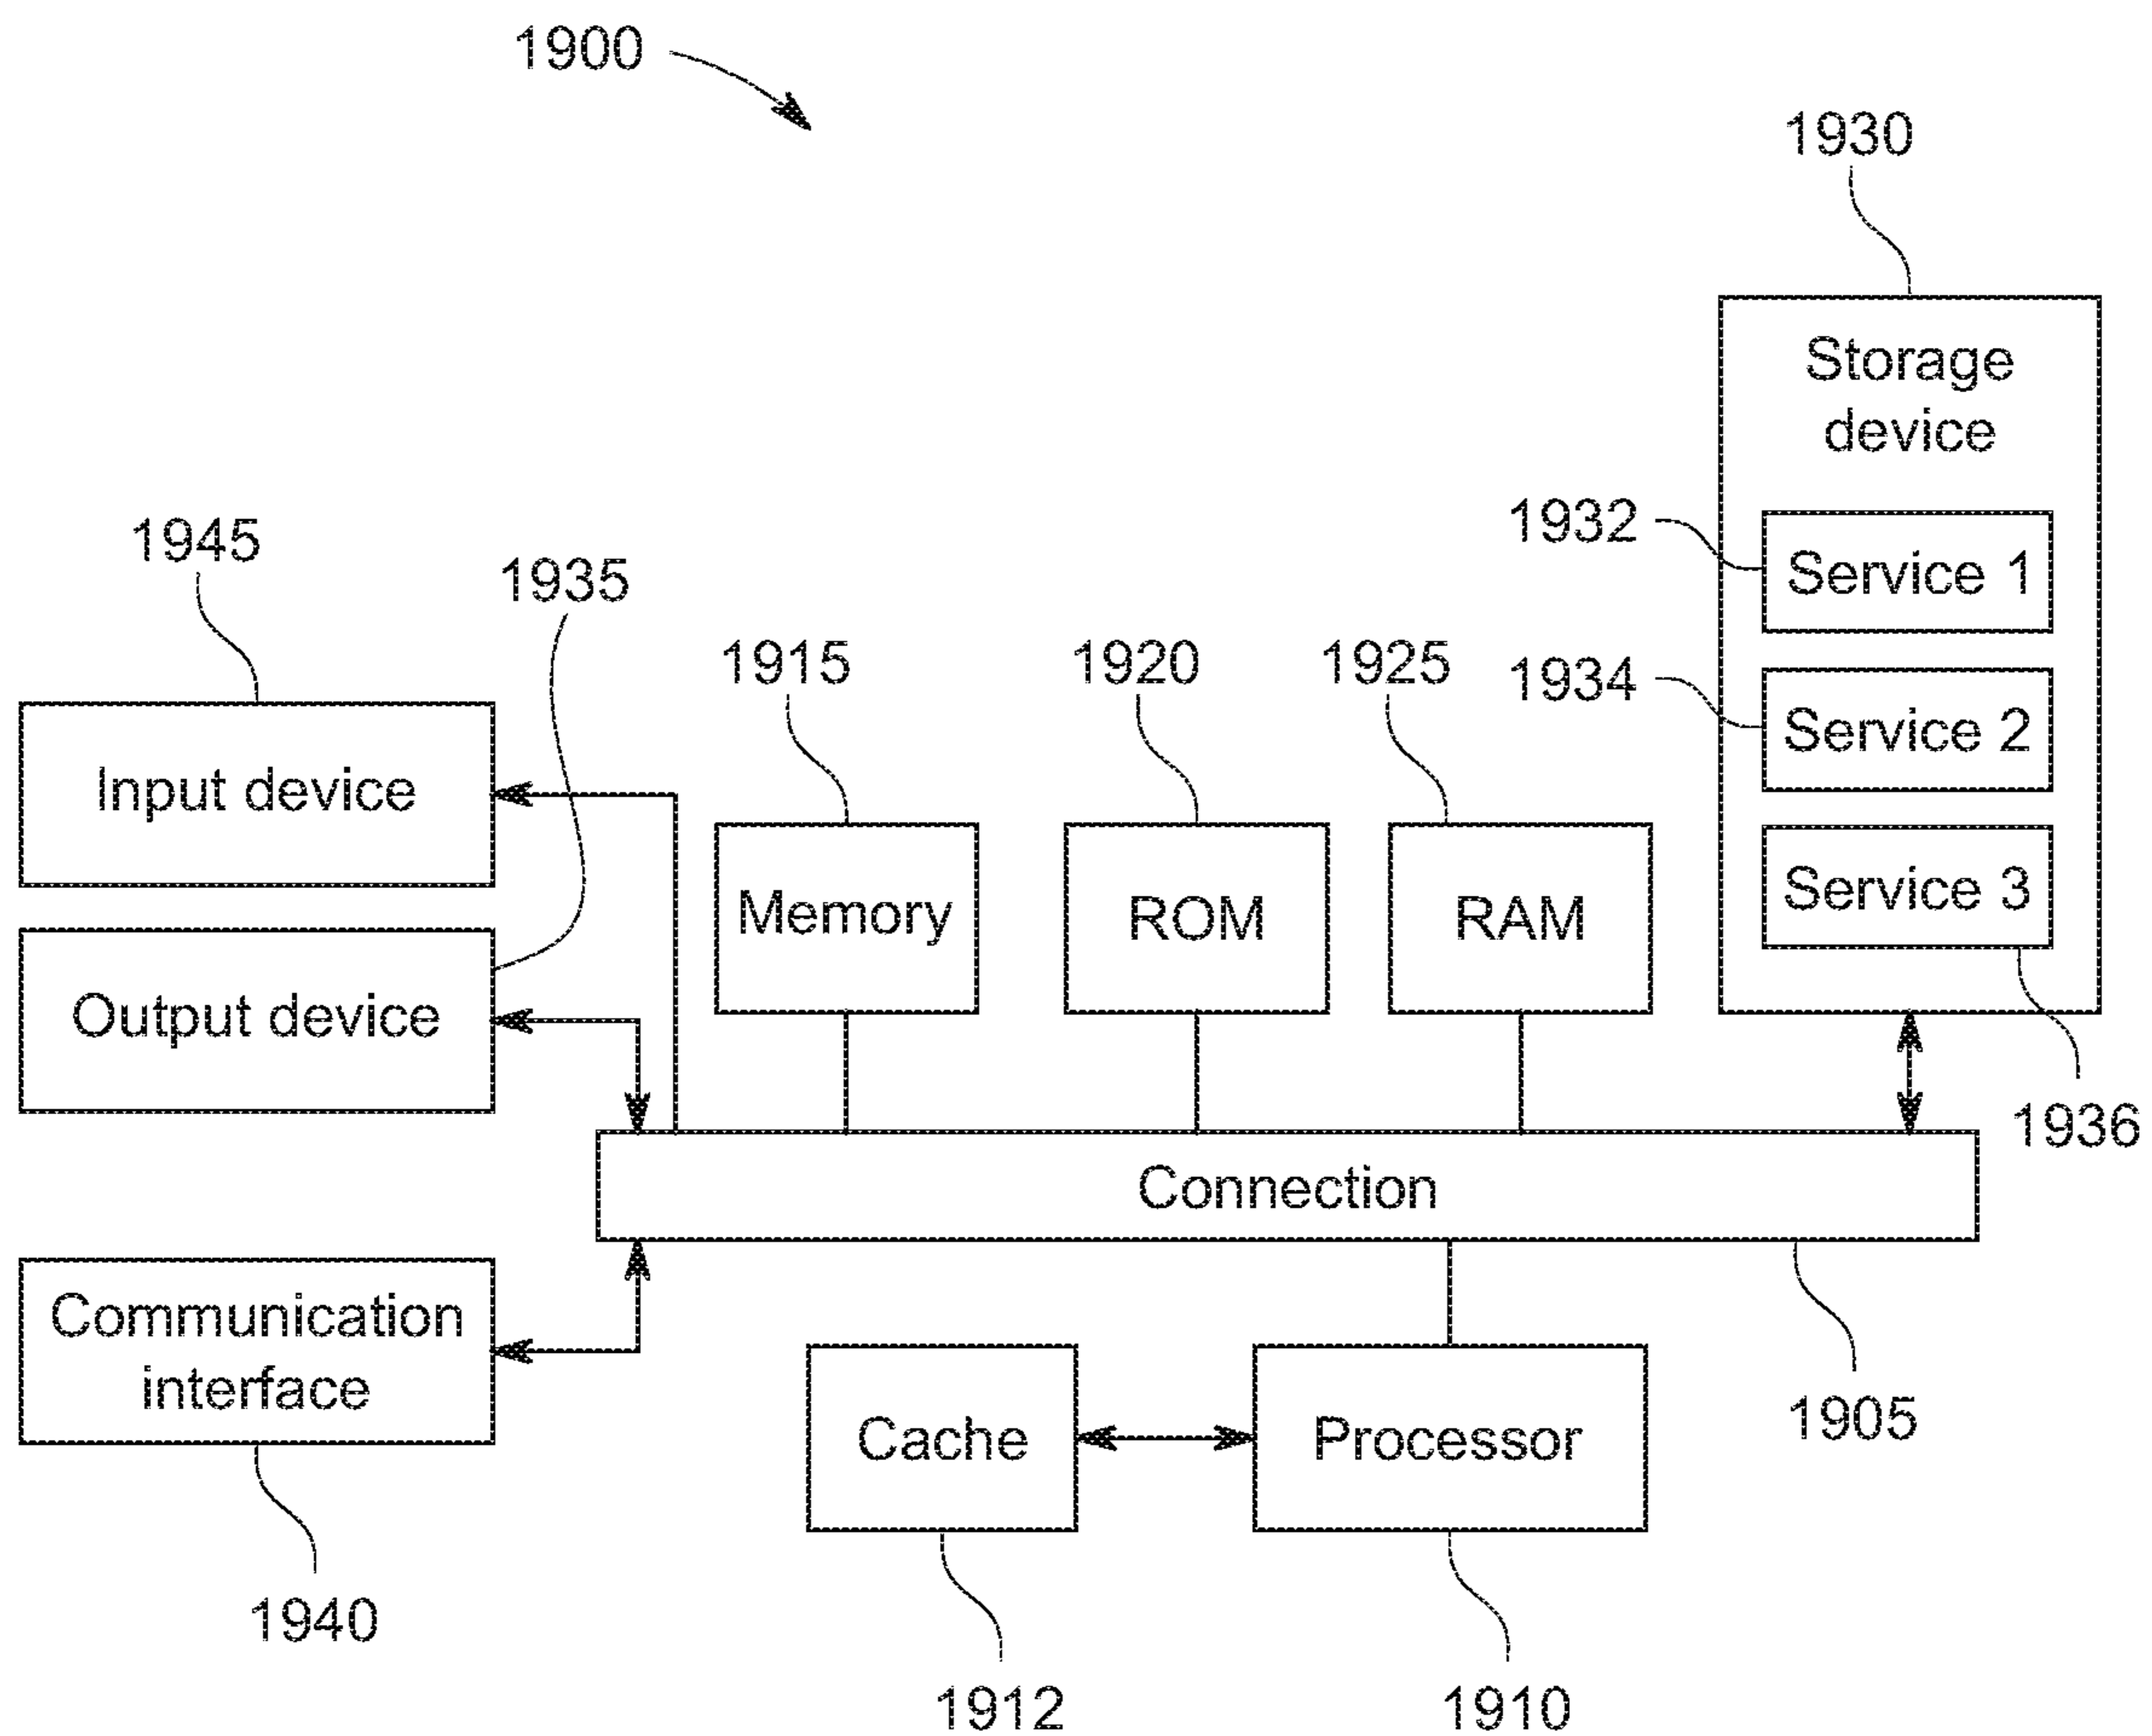 1900
1930
Storage
device
1932
Service 1
1945
1935
1915
1920
1925
1934
Service 2
Input device
Memory
ROM
RAM
Service 3
Output device
1936
Connection
Communication
interface
Cache
Processor
1905
1940
1912
1910